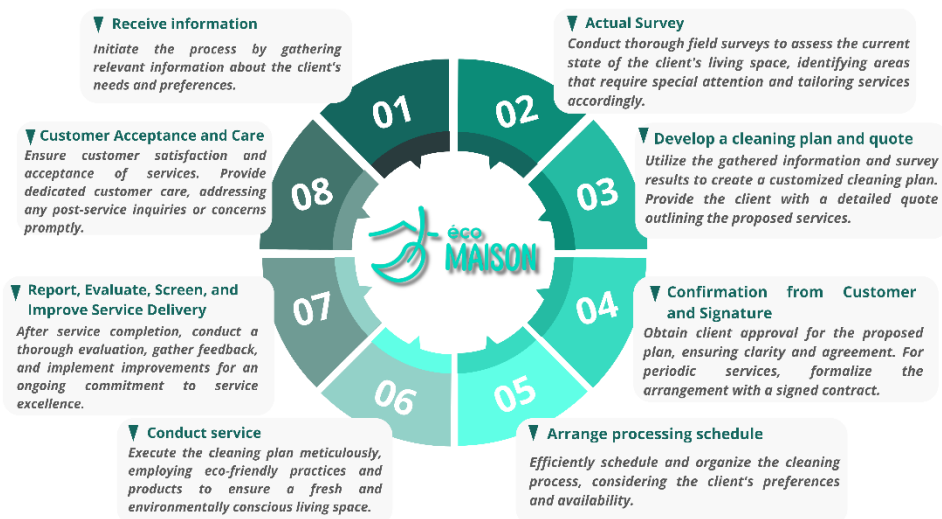 Receive information
Initiate the process by gathering
relevant information about the client's
needs and preferences.
01
Actual Survey
Conduct thorough field surveys to assess the current
state of the client's living space, identifying areas
that require special attention and tailoring services
accordingly.
02
Develop a cleaning plan and quote
Utilize the gathered information and survey
results to create a customized cleaning plan.
Provide the client with a detailed quote
outlining the proposed services.
03
Confirmation from Customer
and Signature
Obtain client approval for the proposed
plan, ensuring clarity and agreement. For
periodic services, formalize the
arrangement with a signed contract.
04
Arrange processing schedule
Efficiently schedule and organize the cleaning
process, considering the client's preferences
and availability.
05
Conduct service
Execute the cleaning plan meticulously,
employing eco-friendly practices and
products to ensure a fresh and
environmentally conscious living space.
06
Report, Evaluate, Screen, and
Improve Service Delivery
After service completion, conduct a
thorough evaluation, gather feedback,
and implement improvements for an
ongoing commitment to service
excellence.
07
Customer Acceptance and Care
Ensure customer satisfaction and
acceptance of services. Provide
dedicated customer care, addressing
any post-service inquiries or concerns
promptly.
08
éco
MAISON